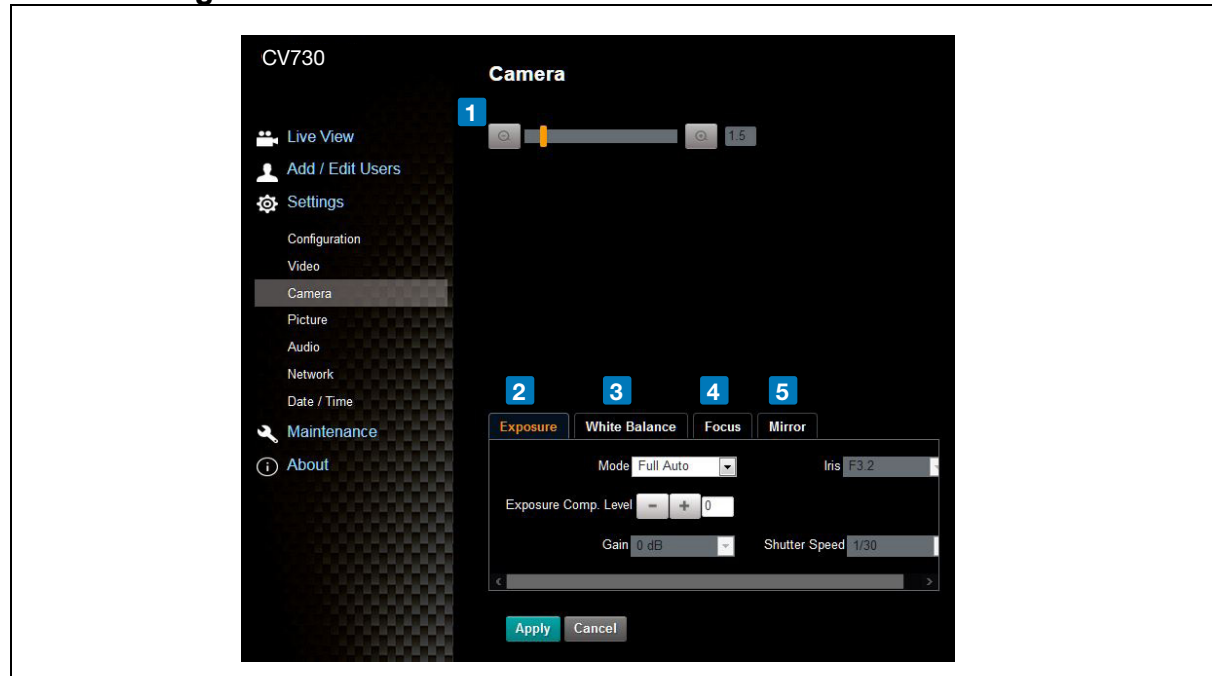 CV730
Camera
1
1.5
Live View
Add / Edit Users
Settings
Configuration
Video
Camera
Picture
Audio
Network
Date / Time
Maintenance
About
2 3 4 5
Exposure White Balance Focus Mirror
Mode Full Auto Iris F3.2
Exposure Comp. Level - + 0
Gain 0 dB Shutter Speed 1/30
Apply Cancel